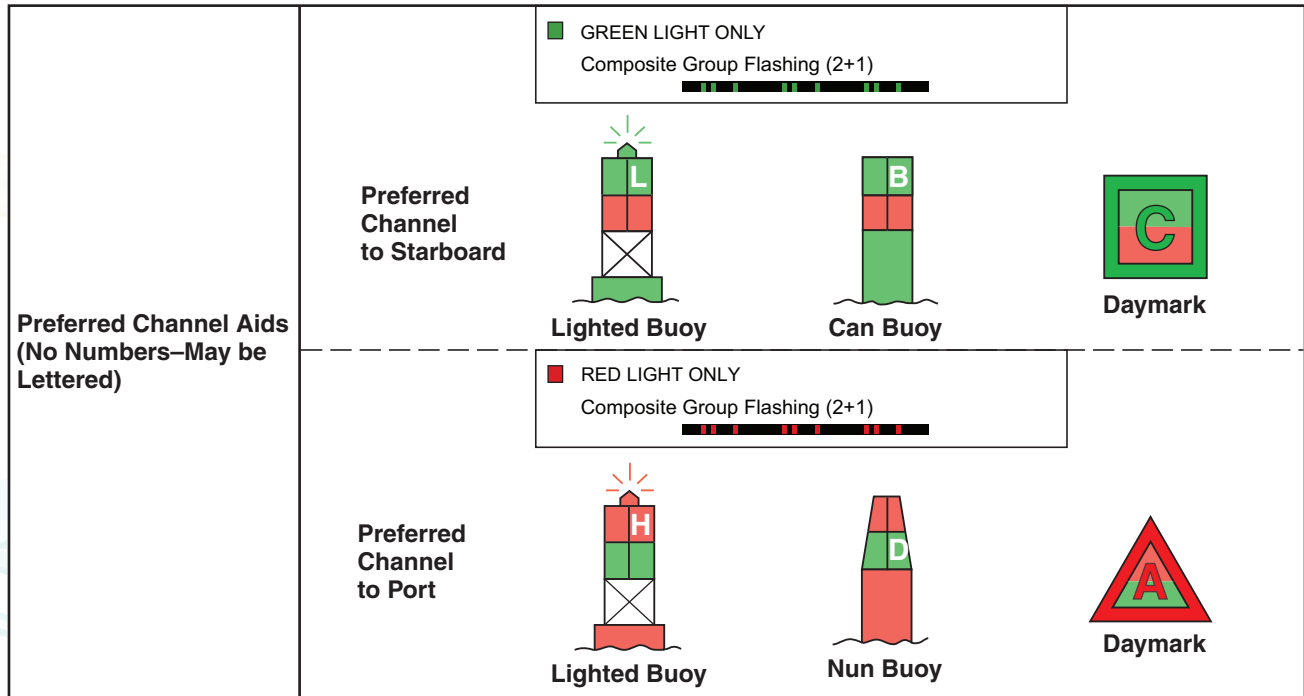 Preferred Channel Aids
(No Numbers–May be
Lettered)
GREEN LIGHT ONLY
Composite Group Flashing (2+1)
Preferred
Channel
to Starboard
L
B
C
Lighted Buoy
Can Buoy
Daymark
RED LIGHT ONLY
Composite Group Flashing (2+1)
Preferred
Channel
to Port
H
D
A
Lighted Buoy
Nun Buoy
Daymark